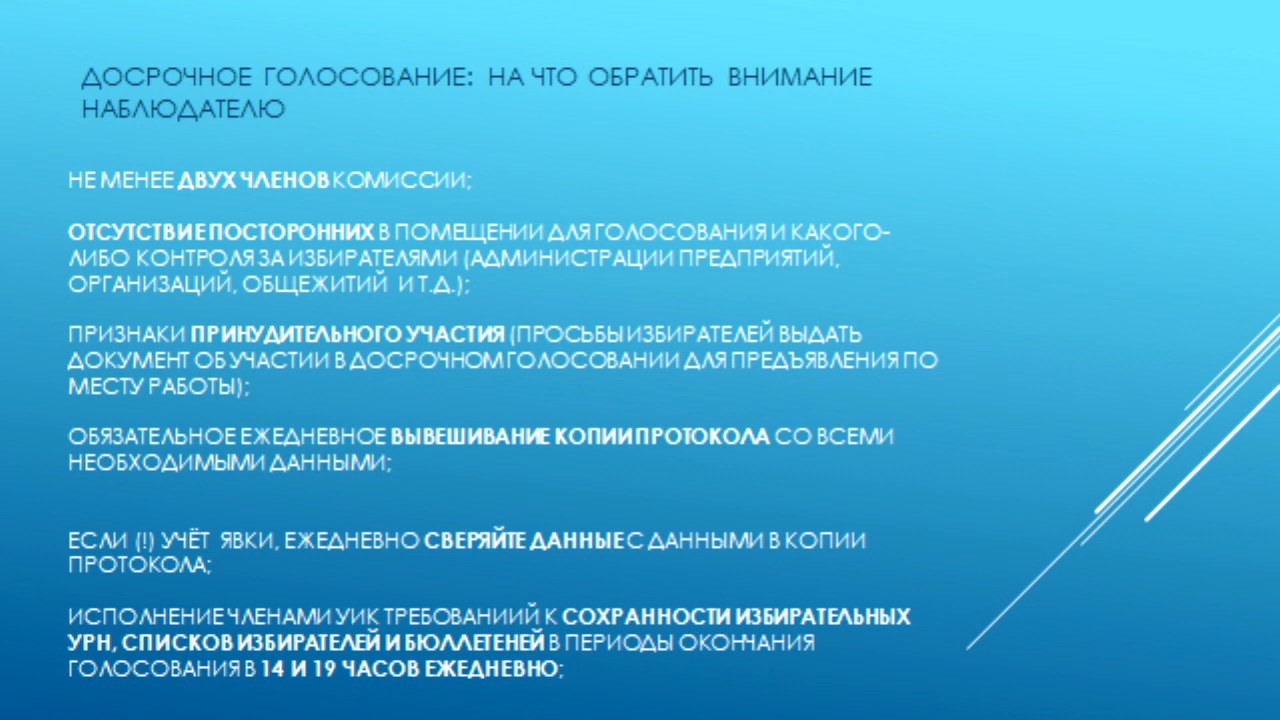 ДОСРОЧНОЕ ГОЛОСОВАНИЕ: НА ЧТО ОБРАТИТЬ ВНИМАНИЕ
НАБЛЮДАТЕЛЮ
НЕ МЕНЕЕ ДВУХ ЧЛЕНОВ КОМИССИИ;
ОТСУТСТВИЕ ПОСТОРОННИХ В ПОМЕЩЕНИИ ДЛЯ ГОЛОСОВАНИЯ И КАКОГО-
ЛИБО КОНТРОЛЯ ЗА ИЗБИРАТЕЛЯМИ (АДМИНИСТРАЦИИ ПРЕДПРИЯТИЙ,
ОРГАНИЗАЦИЙ, ОБЩЕЖИТИЙ И Т.Д.);
ПРИЗНАКИ ПРИНУДИТЕЛЬНОГО УЧАСТИЯ (ПРОСЬБЫ ИЗБИРАТЕЛЕЙ ВЫДАТЬ
ДОКУМЕНТ ОБ УЧАСТИИ В ДОСРОЧНОМ ГОЛОСОВАНИИ ДЛЯ ПРЕДЪЯВЛЕНИЯ ПО
МЕСТУ РАБОТЫ);
ОБЯЗАТЕЛЬНОЕ ЕЖЕДНЕВНОЕ ВЫВЕШИВАНИЕ КОПИИ ПРОТОКОЛА СО ВСЕМИ
НЕОБХОДИМЫМИ ДАННЫМИ;
ЕСЛИ (!) УЧЁТ ЯВКИ, ЕЖЕДНЕВНО СВЕРЯЙТЕ ДАННЫЕ С ДАННЫМИ В КОПИИ
ПРОТОКОЛА;
ИСПОЛНЕНИЕ ЧЛЕНАМИ УИК ТРЕБОВАНИИЙ К СОХРАННОСТИ ИЗБИРАТЕЛЬНЫХ
УРН, СПИСКОВ ИЗБИРАТЕЛЕЙ И БЮЛЛЕТЕНЕЙ В ПЕРИОДЫ ОКОНЧАНИЯ
ГОЛОСОВАНИЯ В 14 И 19 ЧАСОВ ЕЖЕДНЕВНО;